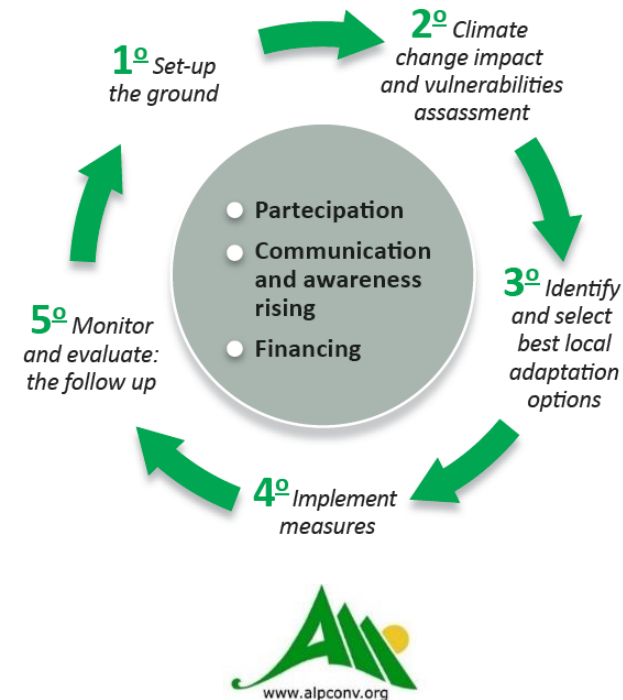 1º Set-up
the ground
2º Climate
change impact
and vulnerabilities
assassment
3º Identify
and select
best local
adaptation
options
4º Implement
measures
5º Monitor
and evaluate:
the follow up
Partecipation
Communication
and awareness
rising
Financing
www.alpconv.org